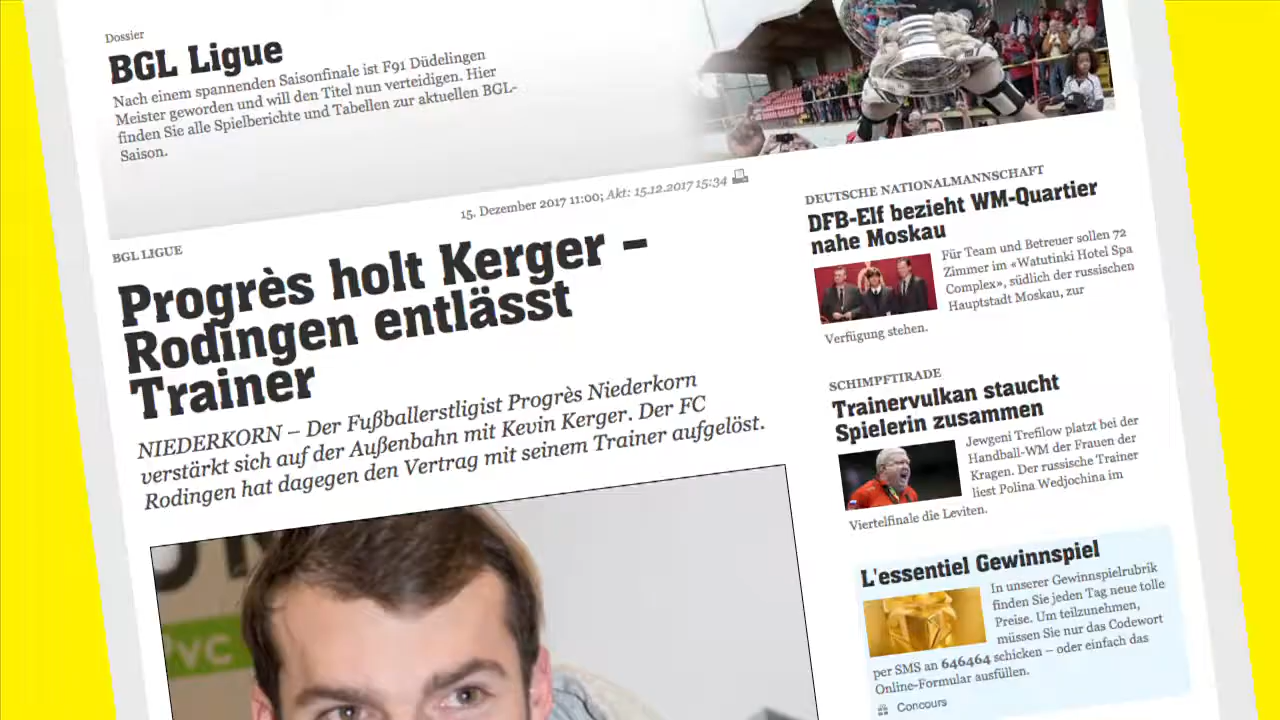 Dossier
BGL Ligue
Nach einem spannenden Saisonfinale ist F91 Düdelingen
Meister geworden und will den Titel nun verteidigen. Hier
finden Sie alle Spielberichte und Tabellen zur aktuellen BGL-
Saison.
15. Dezember 2017 11:00; Akt: 15.12.2017 15:34
BGL LIGUE
Progrès holt Kerger –
Rodingen entlässt
Trainer
NIEDERKORN – Der Fußballerstligist Progrès Niederkorn
verstärkt sich auf der Außenbahn mit Kevin Kerger. Der FC
Rodingen hat dagegen den Vertrag mit seinem Trainer aufgelöst.
PVC
DEUTSCHE NATIONALMANNSCHAFT
DFB-Elf bezieht WM-Quartier
nahe Moskau
Für Team und Betreuer sollen 72
Zimmer im «Watutinki Hotel Spa
Complex», südlich der russischen
Hauptstadt Moskau, zur
Verfügung stehen.
SCHIMPFTIRADE
Trainervulkan staucht
Spielerin zusammen
Jewgeni Trefilow platzt bei der
Handball-WM der Frauen der
Kragen. Der russische Trainer
liest Polina Wedjochina im
Viertelfinale die Leviten.
L'essentiel Gewinnspiel
In unserer Gewinnspielrubrik
finden Sie jeden Tag neue tolle
Preise. Um teilzunehmen,
müssen Sie nur das Codewort
per SMS an 646464 schicken – oder einfach das
Online-Formular ausfüllen.
Concours